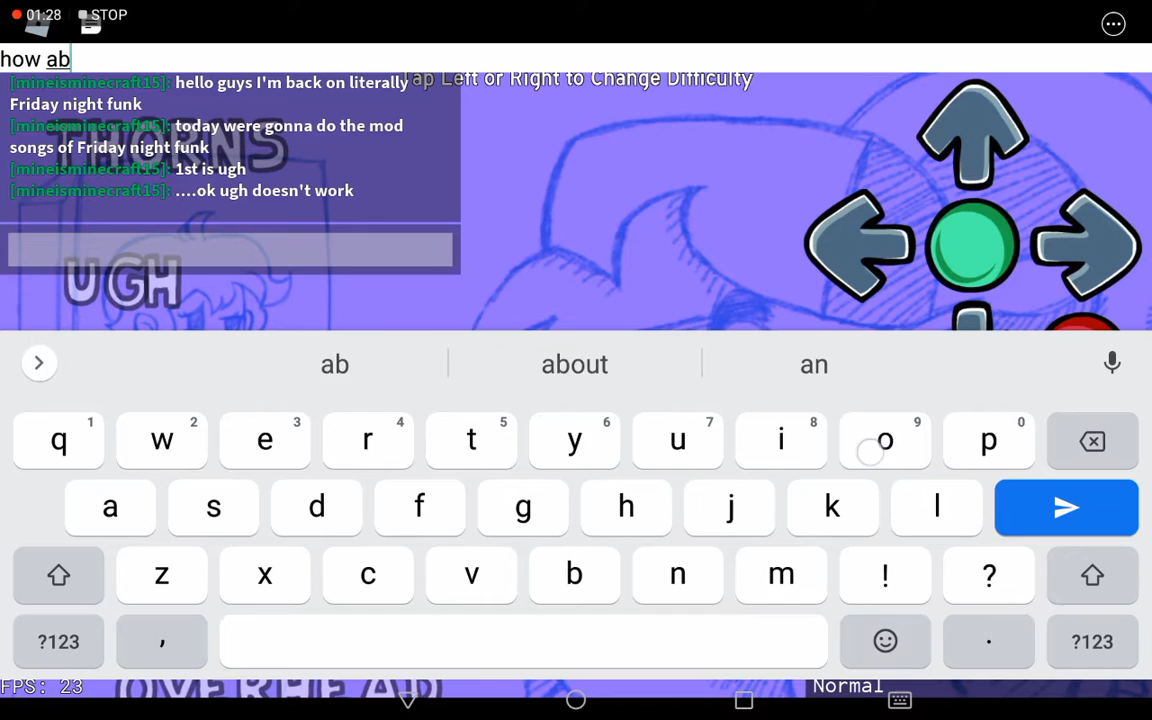 01:28 STOP
how ab
Tap Left or Right to Change Difficulty
[mineisminecraft15]: hello guys I'm back on literally
Friday night funk
[mineisminecraft15]: today were gonna do the mod
songs of Friday night funk
[mineisminecraft15]: 1st is ugh
[mineisminecraft15]: ....ok ugh doesn't work
THORNS
UGH
ab about an
q 1 w 2 e 3 r 4 t 5 y 6 u 7 i 8 o 9 p 0
a s d f g h j k l
z x c v b n m ! ?
?123 , . ?123
FPS: 23
OVERHEAD
Normal